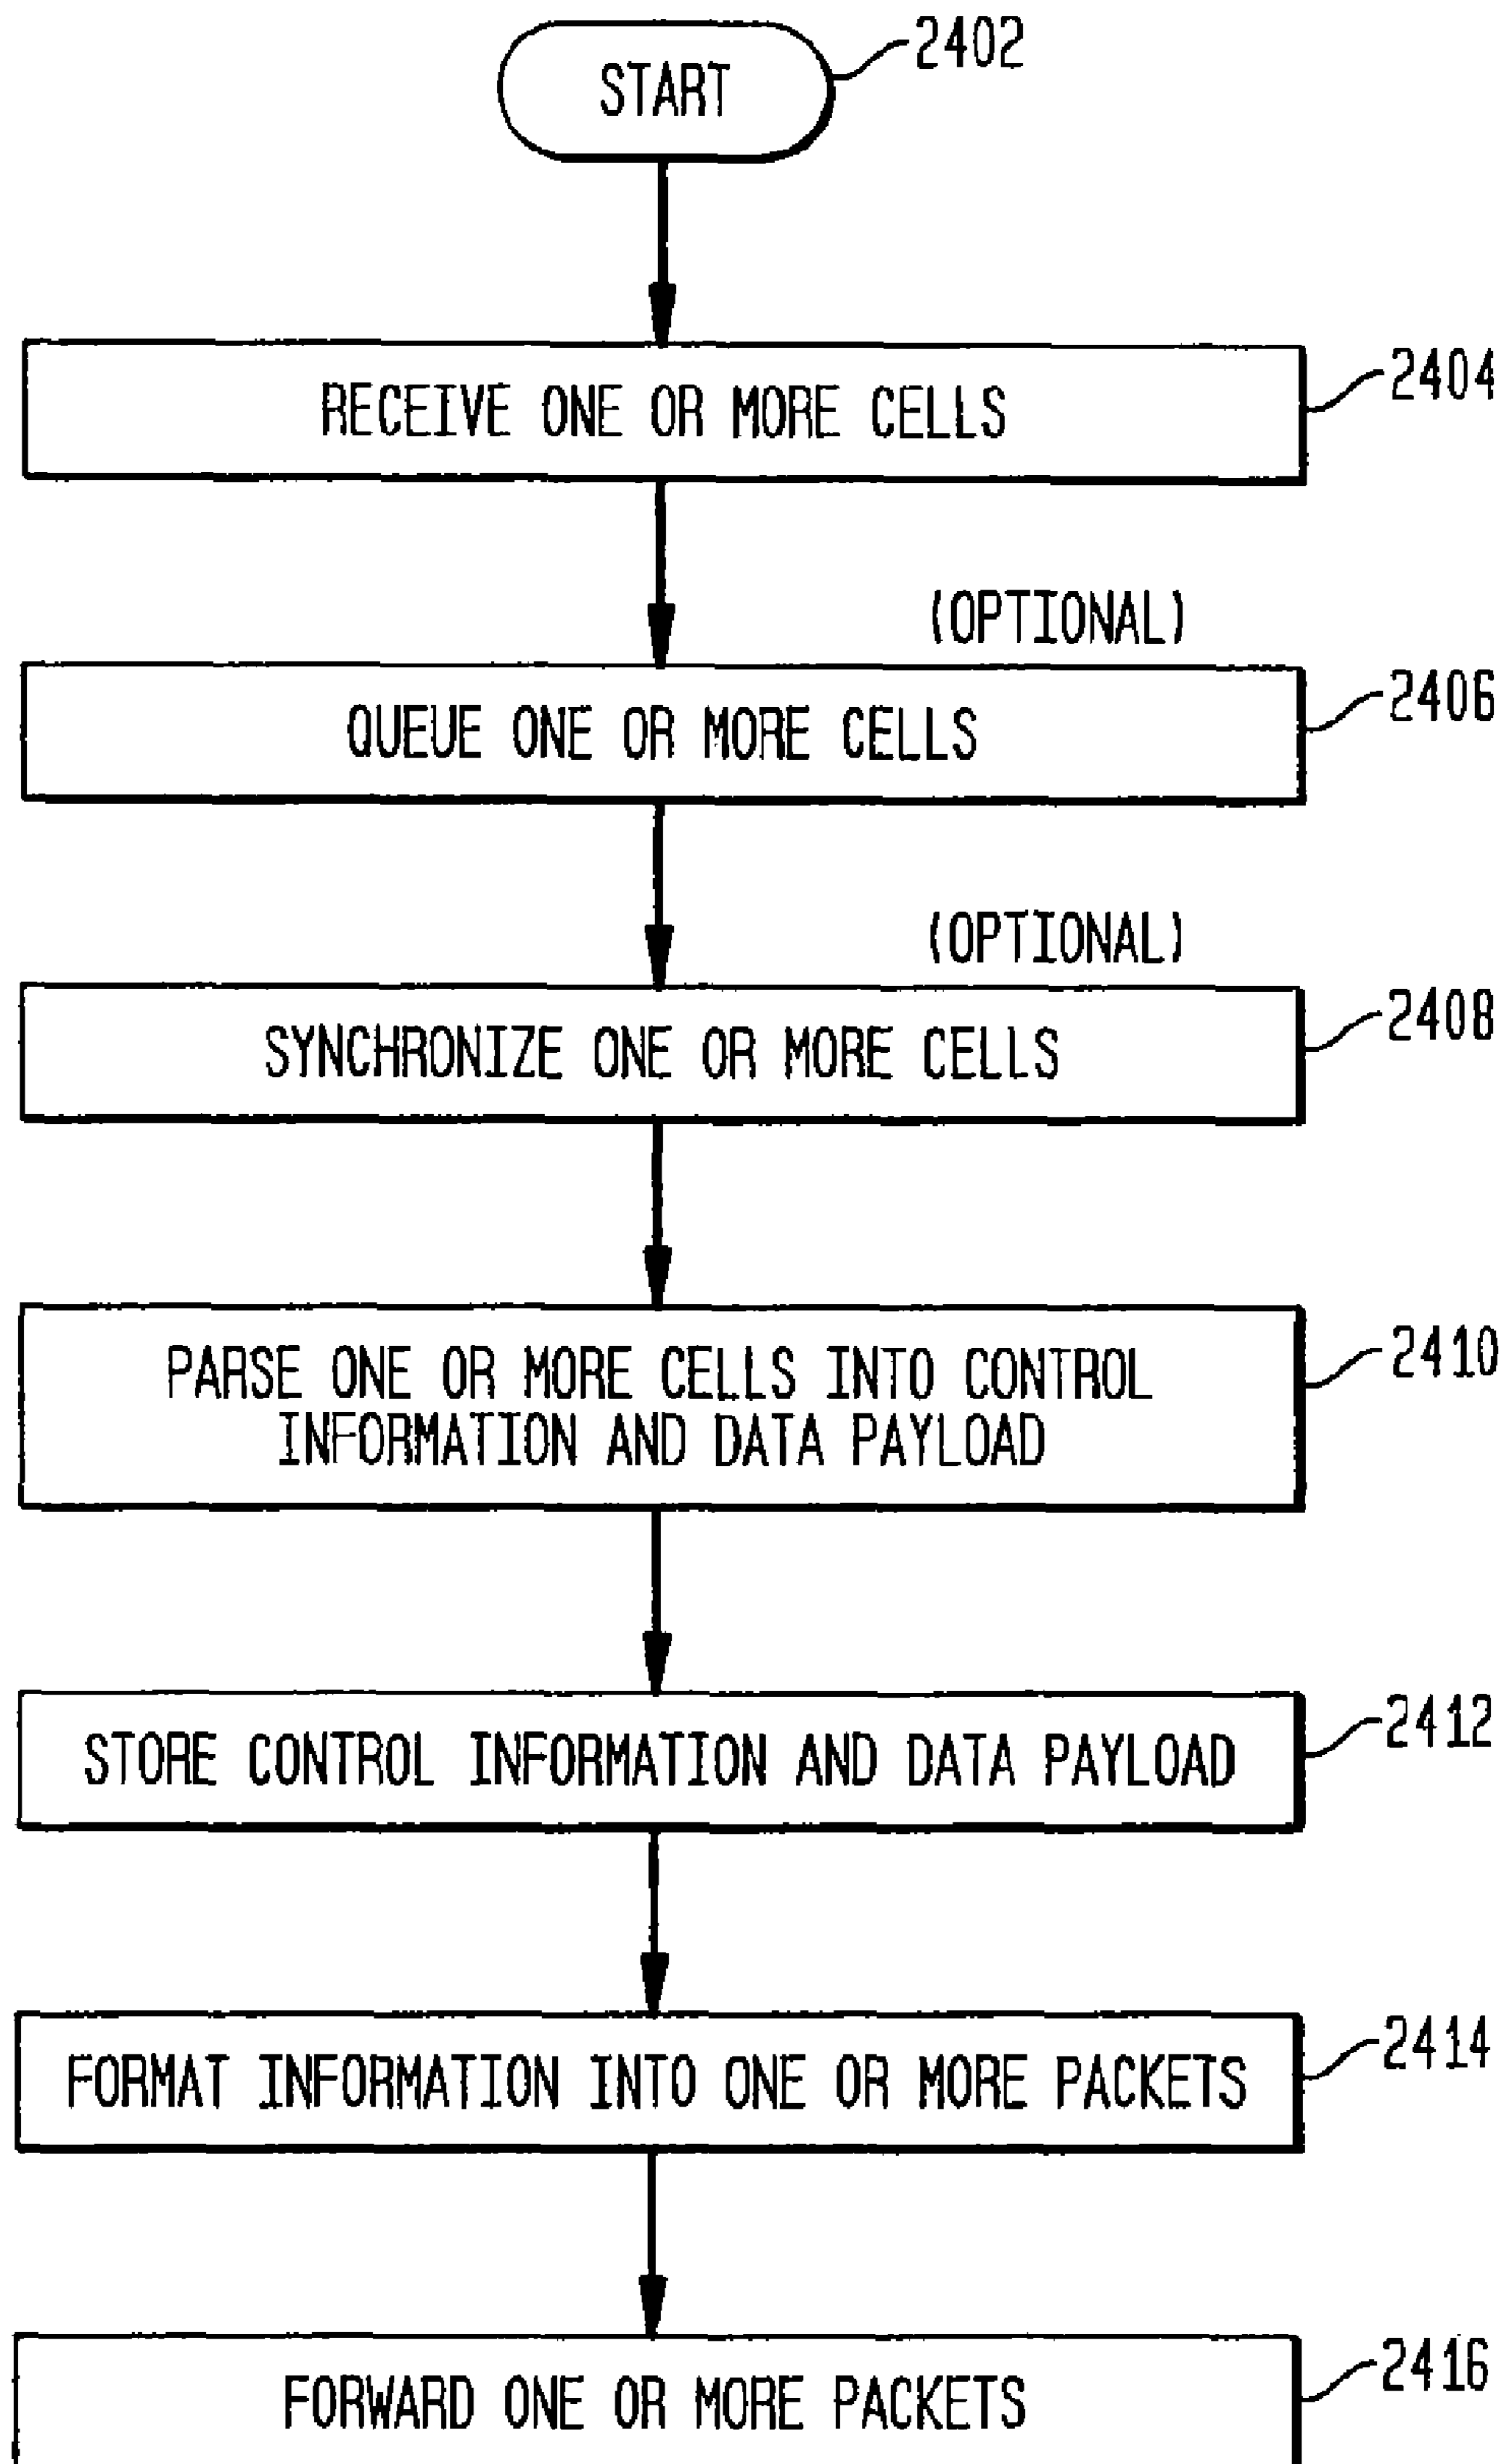 START
2402
RECEIVE ONE OR MORE CELLS
2404
(OPTIONAL)
QUEUE ONE OR MORE CELLS
2406
(OPTIONAL)
SYNCHRONIZE ONE OR MORE CELLS
2408
PARSE ONE OR MORE CELLS INTO CONTROL
INFORMATION AND DATA PAYLOAD
2410
STORE CONTROL INFORMATION AND DATA PAYLOAD
2412
FORMAT INFORMATION INTO ONE OR MORE PACKETS
2414
FORWARD ONE OR MORE PACKETS
2416